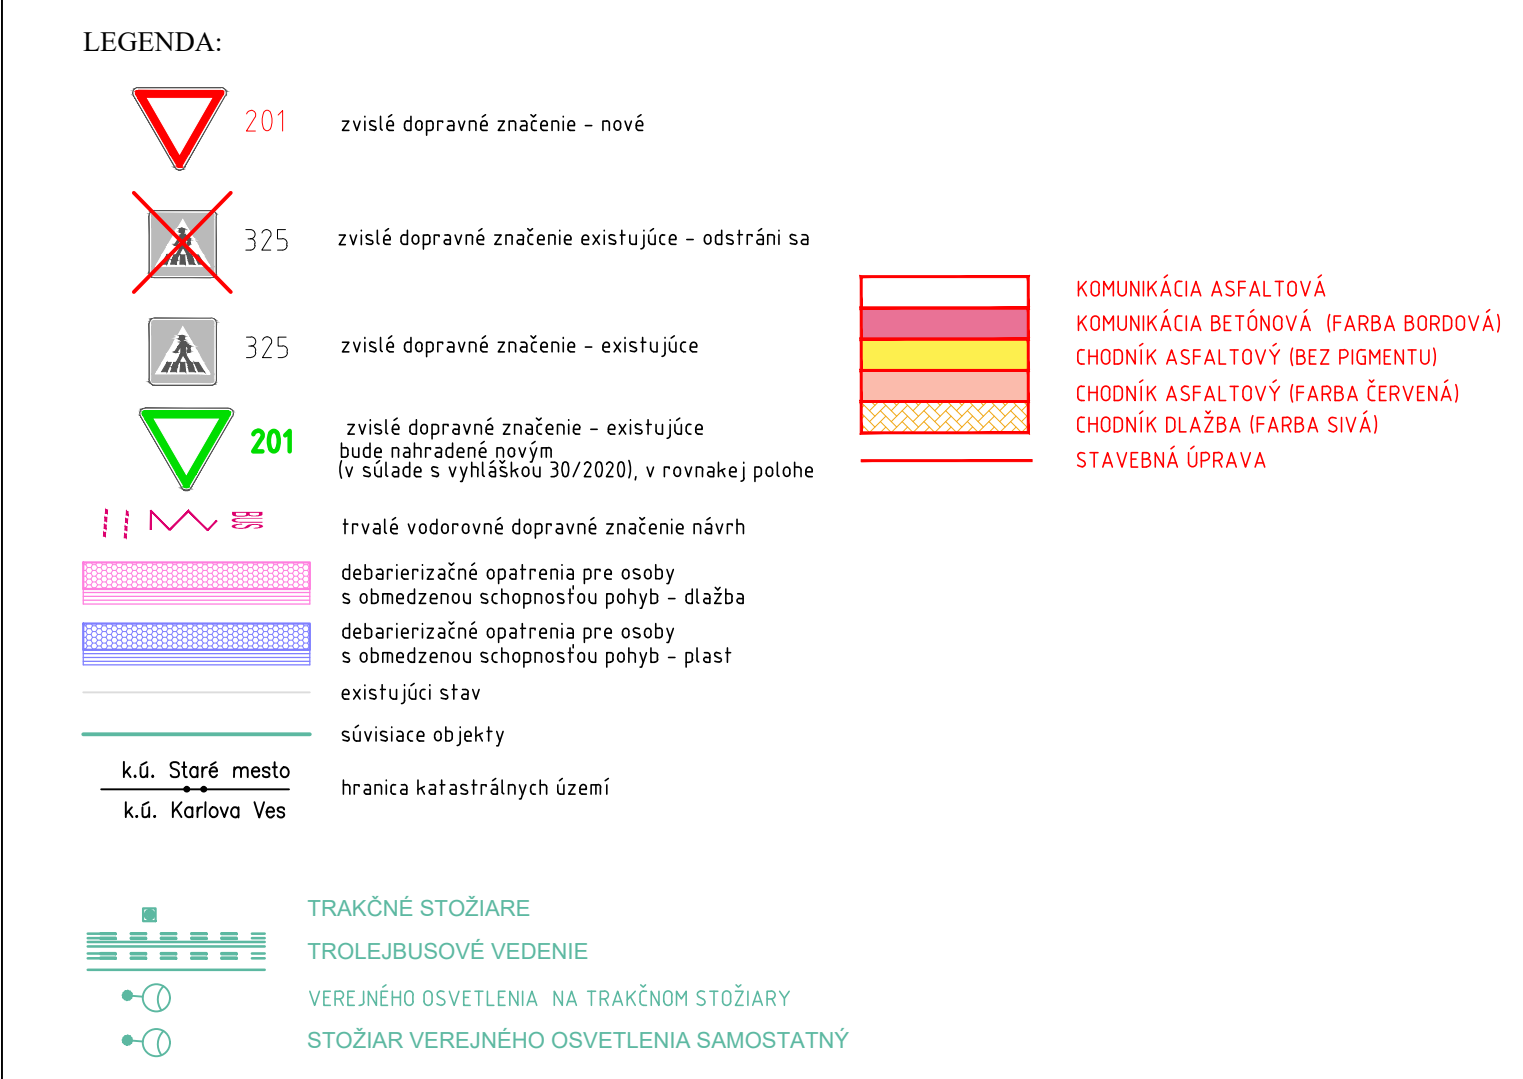 LEGENDA:
201 zvislé dopravné značenie - nové
325 zvislé dopravné značenie existujúce - odstráni sa
325 zvislé dopravné značenie - existujúce
201 zvislé dopravné značenie - existujúce
bude nahradené novým
(v súlade s vyhláškou 30/2020), v rovnakej polohe
BUS trvalé vodorovné dopravné značenie návrh
debarierizačné opatrenia pre osoby
s obmedzenou schopnosťou pohyb - dlažba
debarierizačné opatrenia pre osoby
s obmedzenou schopnosťou pohyb - plast
existujúci stav
súvisiace objekty
k.ú. Staré mesto
hranica katastrálnych území
k.ú. Karlova Ves
KOMUNIKÁCIA ASFALTOVÁ
KOMUNIKÁCIA BETÓNOVÁ (FARBA BORDOVÁ)
CHODNÍK ASFALTOVÝ (BEZ PIGMENTU)
CHODNÍK ASFALTOVÝ (FARBA ČERVENÁ)
CHODNÍK DLAŽBA (FARBA SIVÁ)
STAVEBNÁ ÚPRAVA
TRAKČNÉ STOŽIARE
TROLEJBUSOVÉ VEDENIE
VEREJNÉHO OSVETLENIA NA TRAKČNOM STOŽIARY
STOŽIAR VEREJNÉHO OSVETLENIA SAMOSTATNÝ